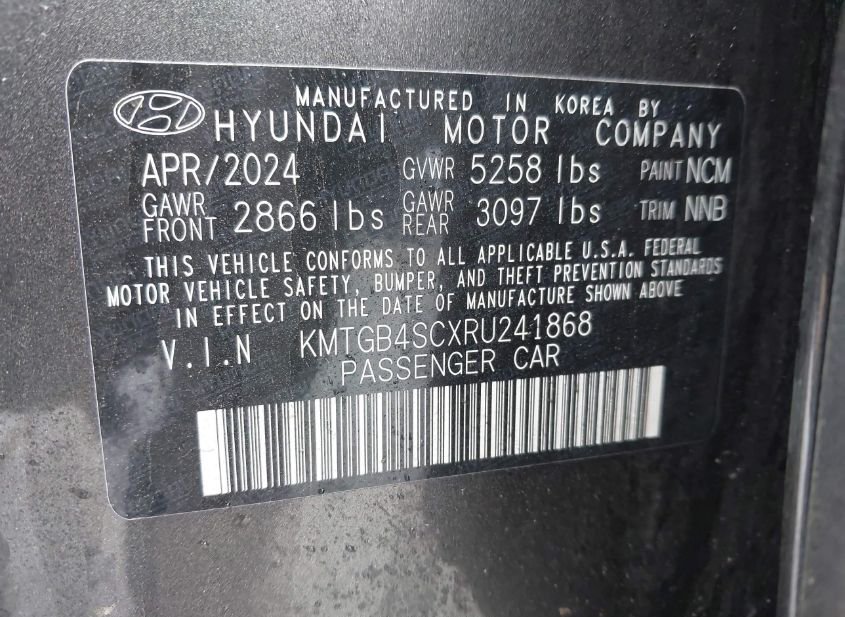 MANUFACTURED IN KOREA BY
HYUNDAI MOTOR COMPANY
APR/2024 GVWR 5258 lbs PAINT NCM
GAWR FRONT 2866 lbs GAWR REAR 3097 lbs TRIM NNB
THIS VEHICLE CONFORMS TO ALL APPLICABLE U.S.A. FEDERAL
MOTOR VEHICLE SAFETY, BUMPER, AND THEFT PREVENTION STANDARDS
IN EFFECT ON THE DATE OF MANUFACTURE SHOWN ABOVE
V.I.N KMTGB4SCXRU241868
PASSENGER CAR